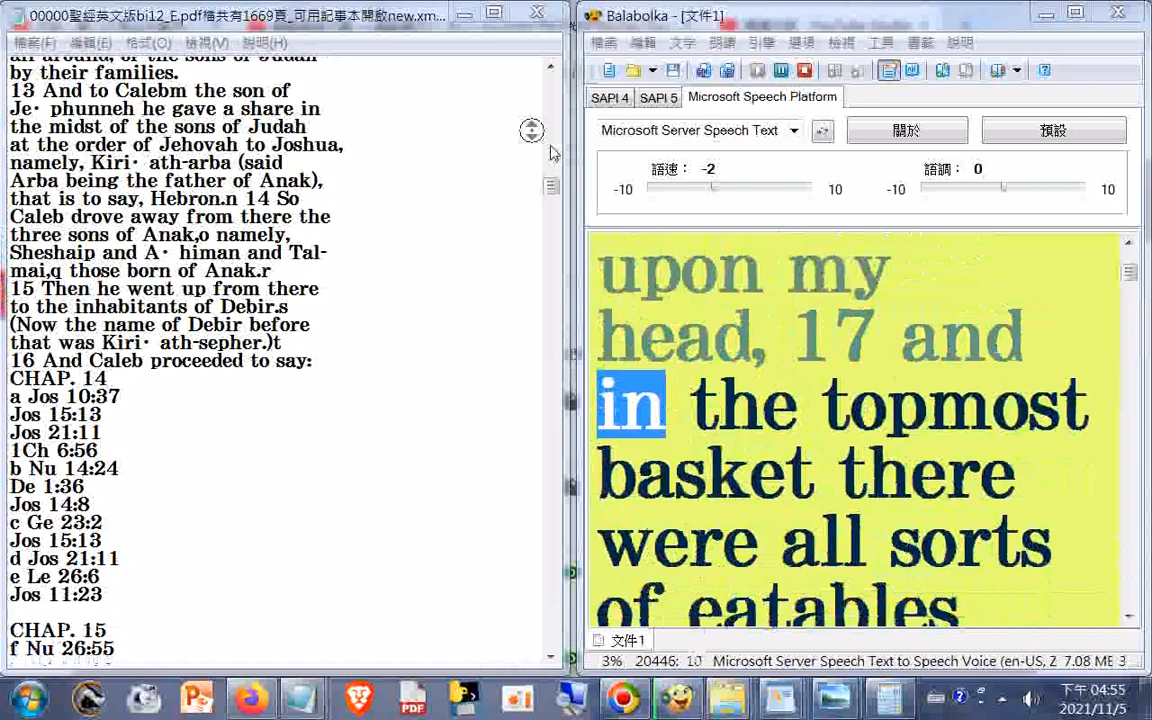 00000聖經英文版bi12_E.pdf檔共有1669頁_可用記事本開啟new.xm...
檔案(F) 編輯(E) 格式(O) 檢視(V) 說明(H)
all around, of the sons of Judah
by their families.
13 And to Calebm the son of
Je· phunneh he gave a share in
the midst of the sons of Judah
at the order of Jehovah to Joshua,
namely, Kiri· ath-arba (said
Arba being the father of Anak),
that is to say, Hebron.n 14 So
Caleb drove away from there the
three sons of Anak,o namely,
Sheshaip and A· himan and Tal-
mai,q those born of Anak.r
15 Then he went up from there
to the inhabitants of Debir.s
(Now the name of Debir before
that was Kiri· ath-sepher.)t
16 And Caleb proceeded to say:
CHAP. 14
a Jos 10:37
Jos 15:13
Jos 21:11
1Ch 6:56
b Nu 14:24
De 1:36
Jos 14:8
c Ge 23:2
Jos 15:13
d Jos 21:11
e Le 26:6
Jos 11:23
CHAP. 15
f Nu 26:55
Balabolka - [文件1]
檔案 編輯 文字 朗讀 引擎 選項 檢視 工具 書籤 說明
SAPI 4 SAPI 5 Microsoft Speech Platform
Microsoft Server Speech Text 關於 預設
語速： -2 語調： 0
-10 10 -10 10
upon my
head, 17 and
in the topmost
basket there
were all sorts
of eatables
文件1
3% 20446: 10 Microsoft Server Speech Text to Speech Voice (en-US, Z 7.08 MB 3
PDF
下午 04:55
2021/11/5